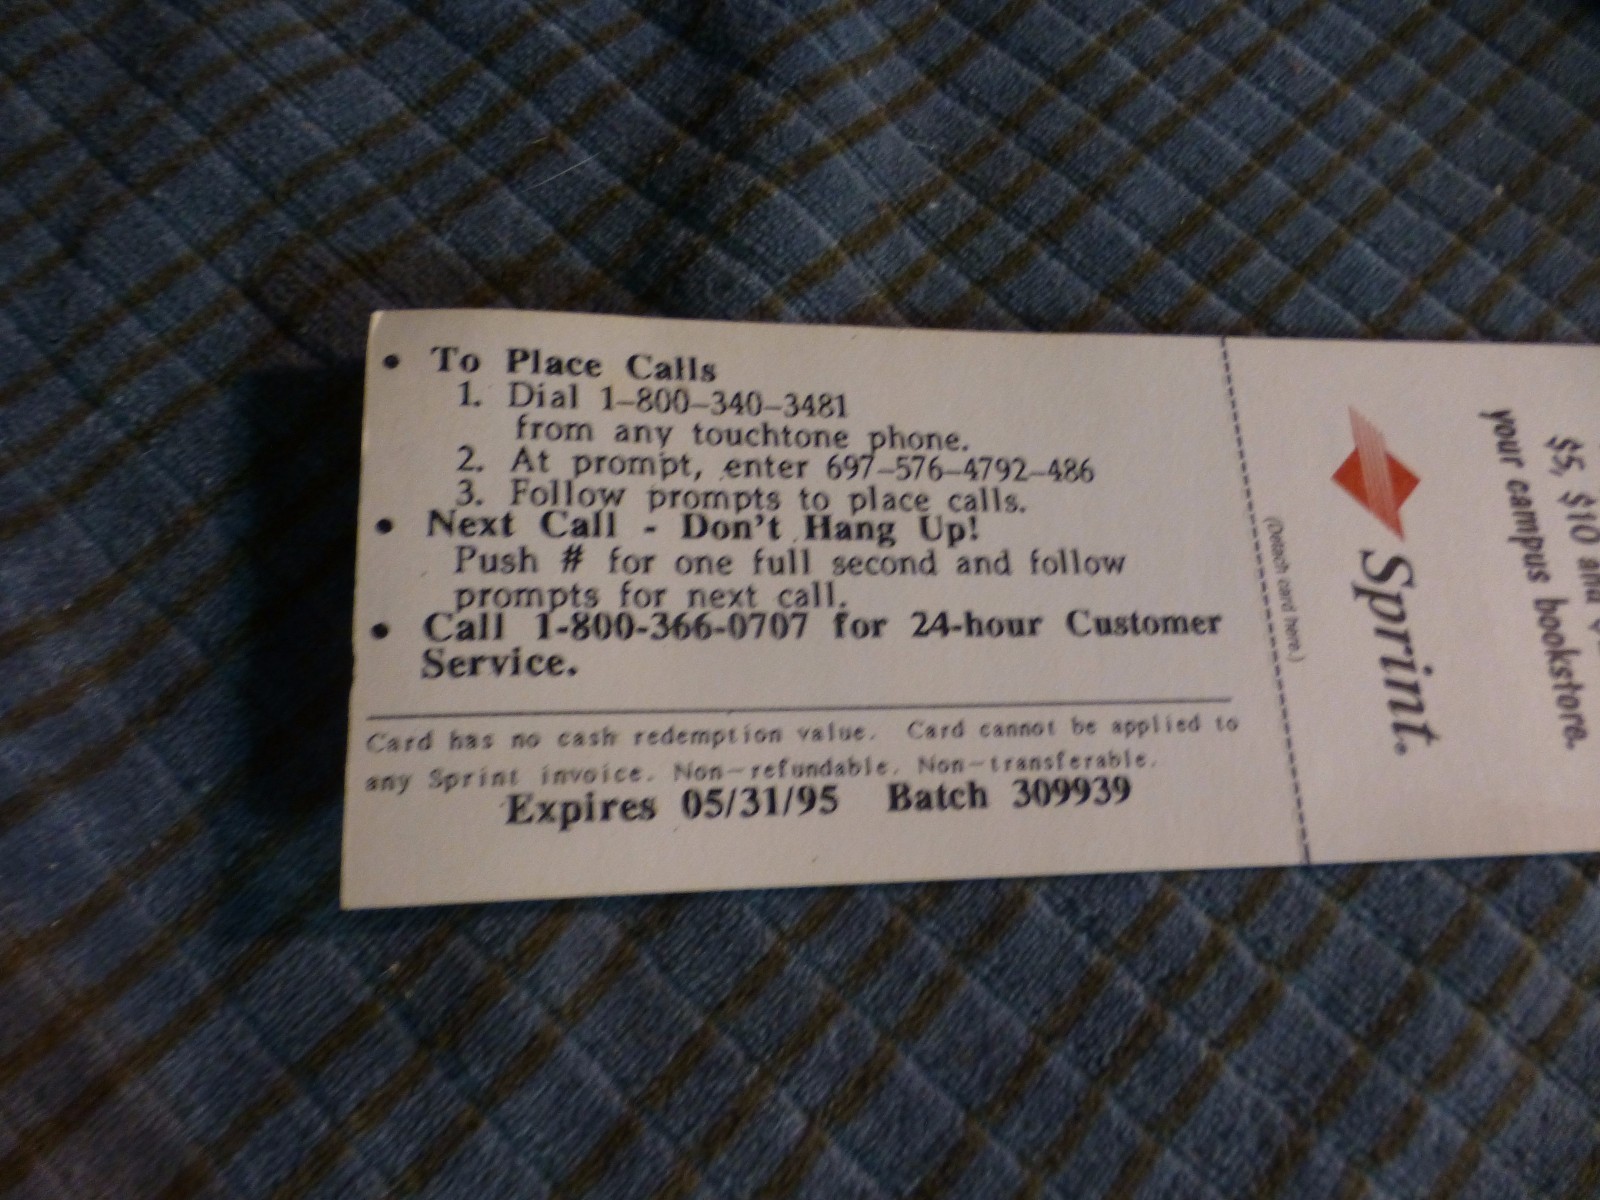 • To Place Calls
1. Dial 1-800-340-3481
from any touchtone phone.
2. At prompt, enter 697-576-4792-486
3. Follow prompts to place calls.
• Next Call - Don't Hang Up!
Push # for one full second and follow
prompts for next call.
• Call 1-800-366-0707 for 24-hour Customer
Service.
Card has no cash redemption value. Card cannot be applied to
any Sprint invoice. Non-refundable. Non-transferable.
Expires 05/31/95 Batch 309939
(Detach card here.)
Sprint.
$5, $10 and
your campus bookstore.